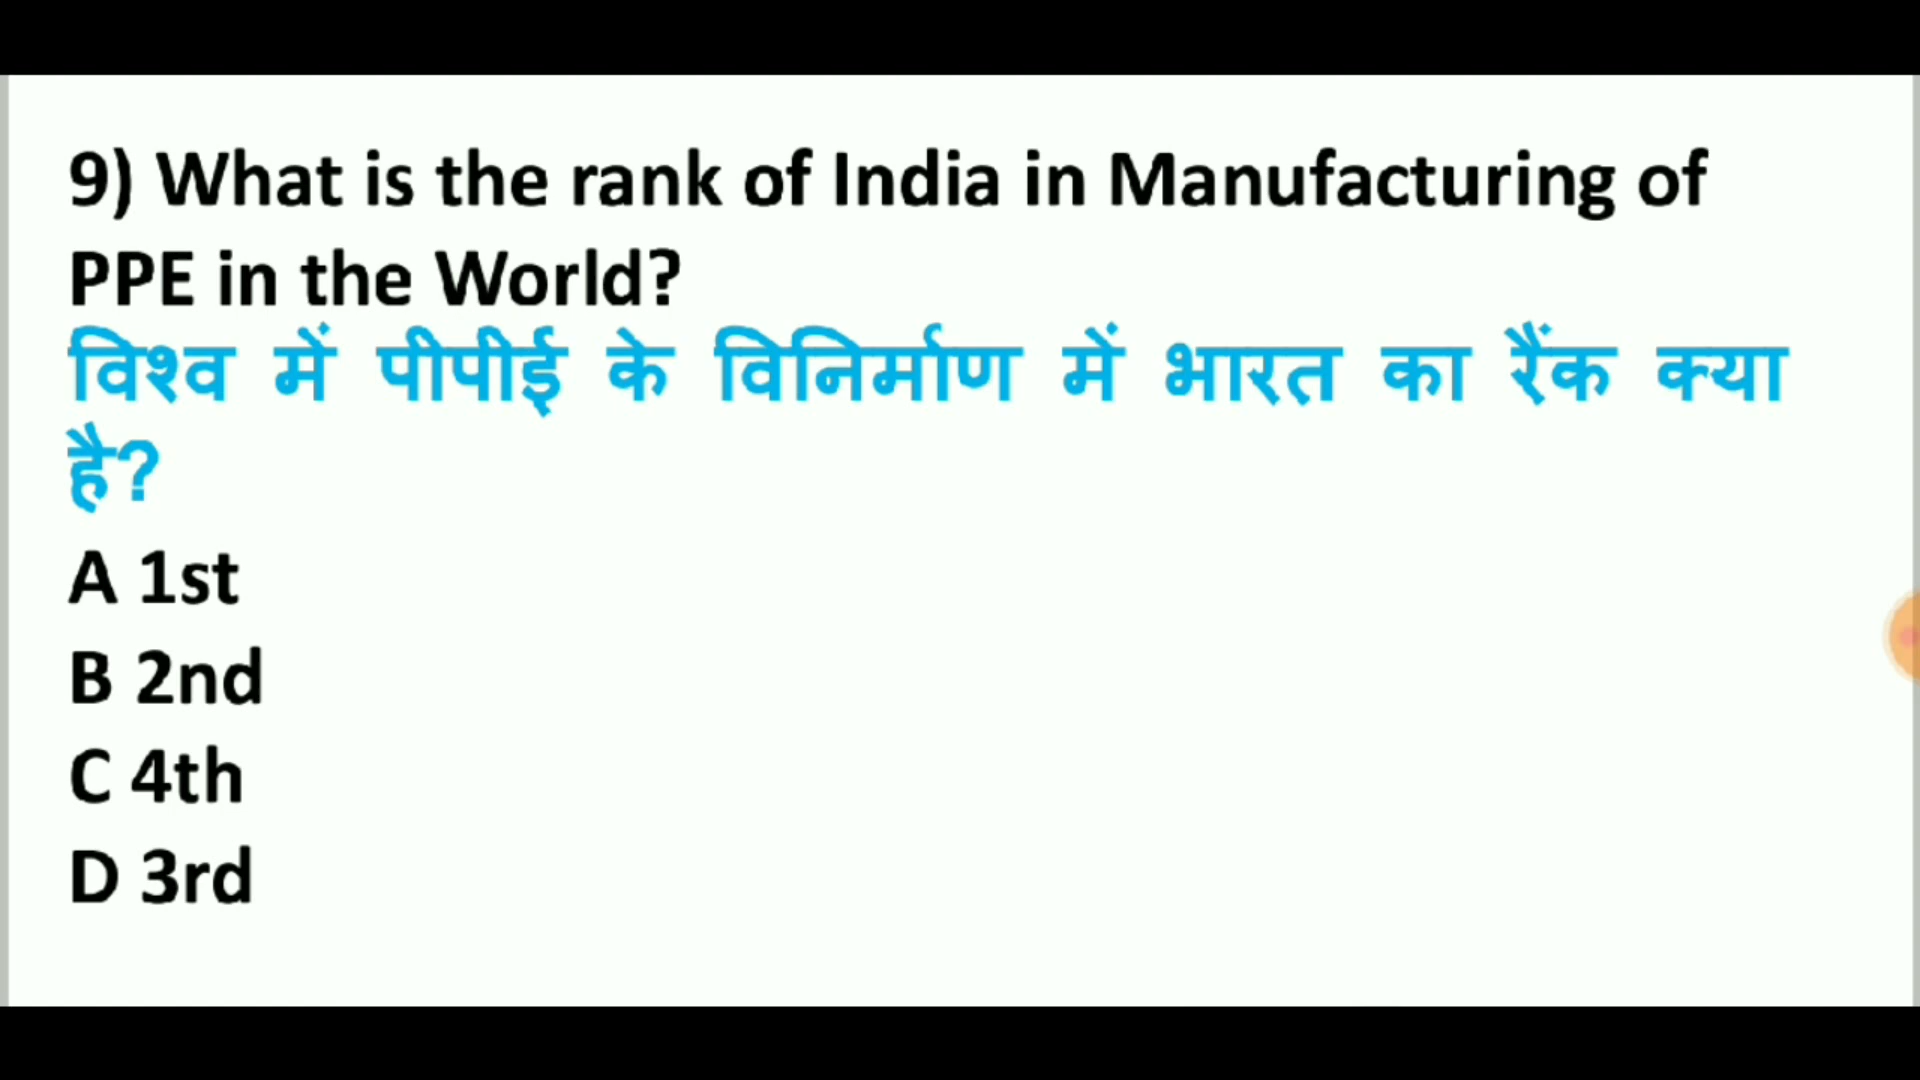 9) What is the rank of India in Manufacturing of
PPE in the World?
विश्व में पीपीई के विनिर्माण में भारत का रैंक क्या
है?
A 1st
B 2nd
C 4th
D 3rd